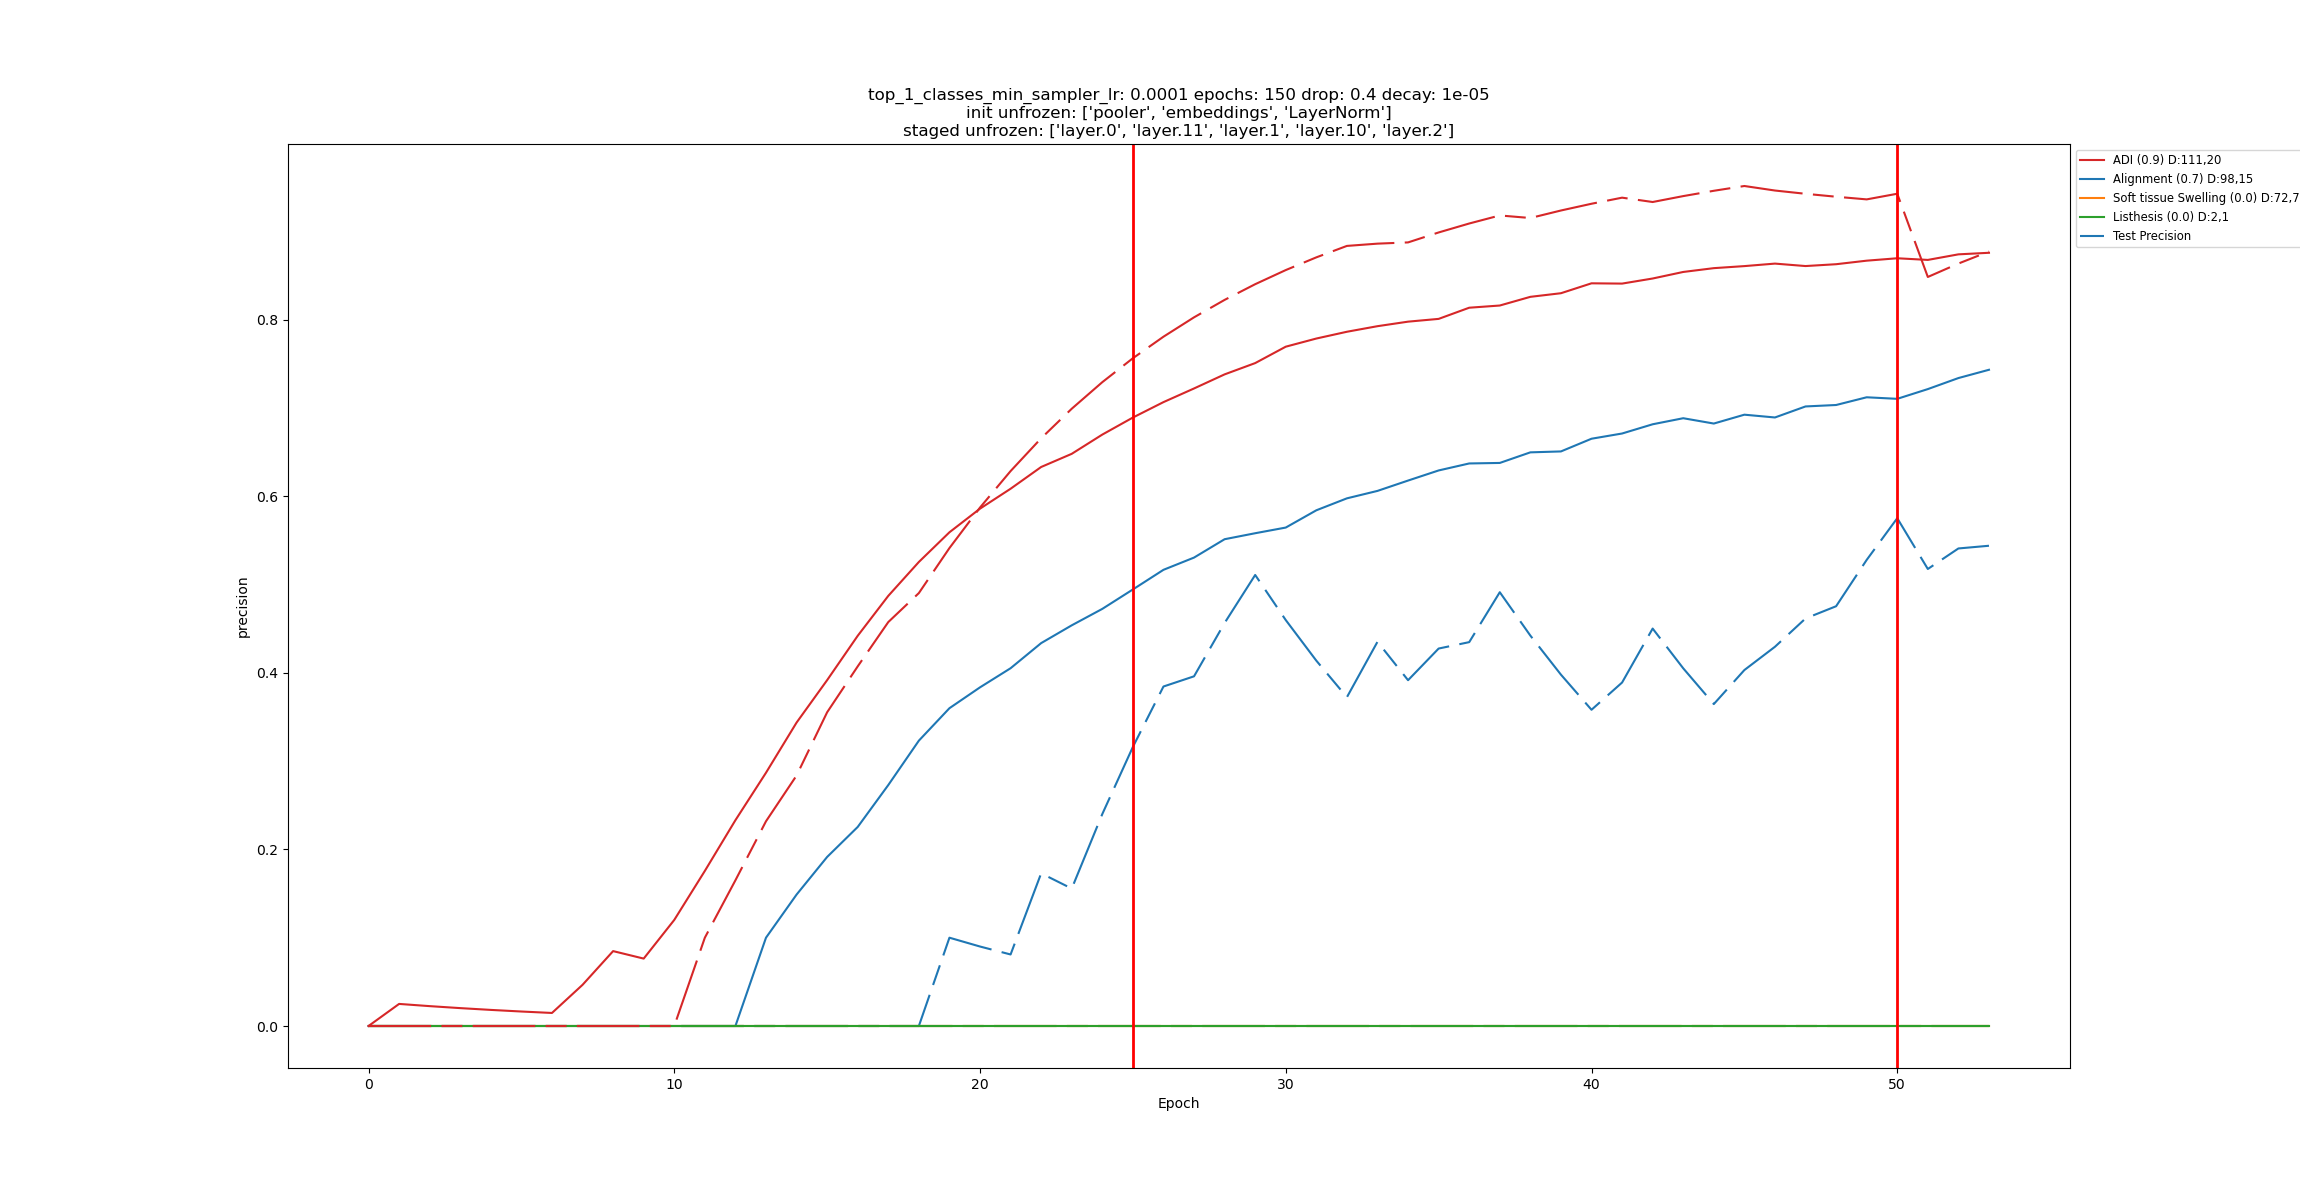 top_1_classes_min_sampler_lr: 0.0001 epochs: 150 drop: 0.4 decay: 1e-05
init unfrozen: ['pooler', 'embeddings', 'LayerNorm']
staged unfrozen: ['layer.0', 'layer.11', 'layer.1', 'layer.10', 'layer.2']
ADI (0.9) D:111,20
Alignment (0.7) D:98,15
Soft tissue Swelling (0.0) D:72,7
Listhesis (0.0) D:2,1
Test Precision
precision
0.8
0.6
0.4
0.2
0.0
0 10 20 30 40 50
Epoch